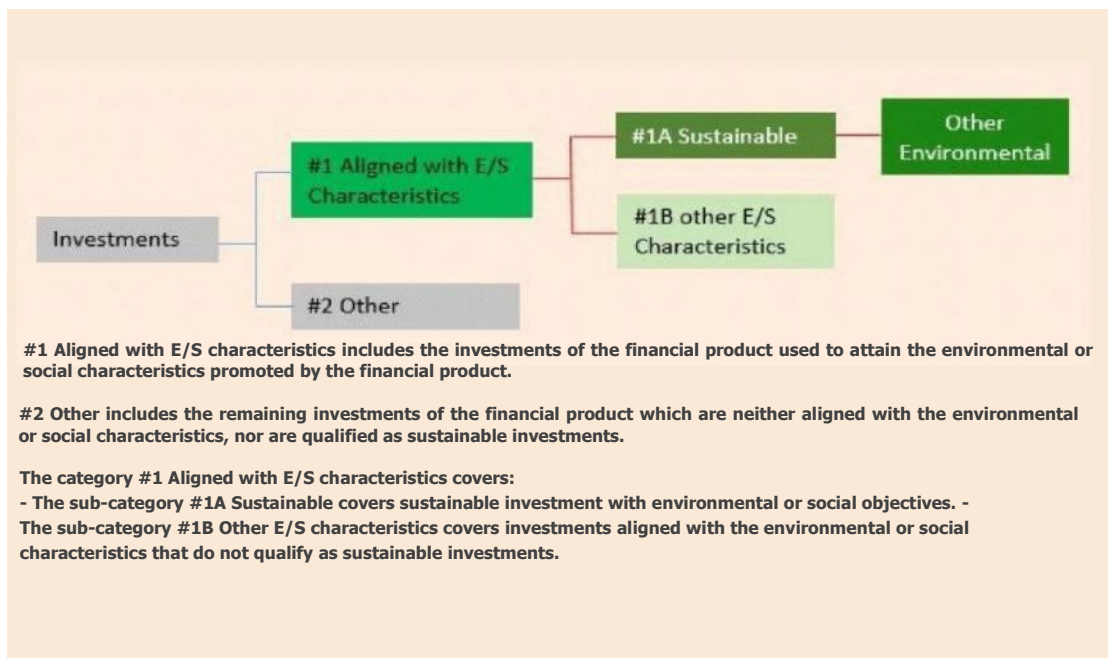 Other
Environmental
#1A Sustainable
#1 Aligned with E/S
Characteristics
#1B other E/S
Characteristics
Investments
#2 Other
#1 Aligned with E/S characteristics includes the investments of the financial product used to attain the environmental or
social characteristics promoted by the financial product.
#2 Other includes the remaining investments of the financial product which are neither aligned with the environmental
or social characteristics, nor are qualified as sustainable investments.
The category #1 Aligned with E/S characteristics covers:
- The sub-category #1A Sustainable covers sustainable investment with environmental or social objectives. -
The sub-category #1B Other E/S characteristics covers investments aligned with the environmental or social
characteristics that do not qualify as sustainable investments.